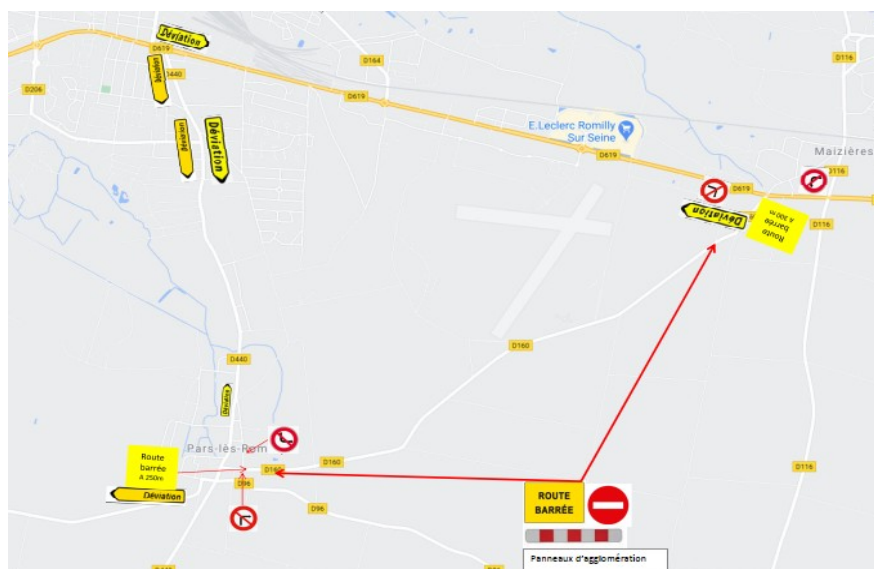 Déviation
D619
D440
D164
D116
D206
Déviation
Déviation
Déviation
D619
E.Leclerc Romilly
Sur Seine
D619
Maizières
D116
D116
D619
Déviation
Route
barrée
A 300 m
D116
D160
D440
Déviation
Pars-lès-Rom
Route
barrée
A 250m
D160
D160
D96
Déviation
D116
D96
ROUTE
BARRÉE
Panneaux d'agglomération